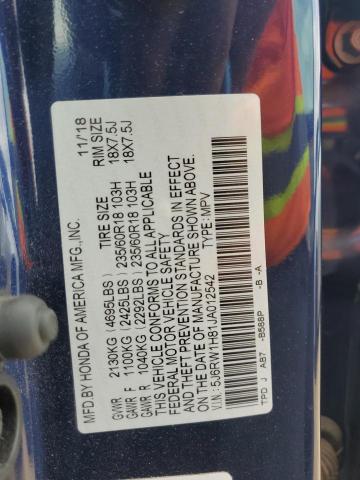 MFD.BY HONDA OF AMERICA MFG.,INC. 11/18
TIRE SIZE RIM SIZE
GVWR 2130KG (4695LBS)
GAWR F 1100KG (2425LBS) 235/60R18 103H 18X7.5J
GAWR R 1040KG (2292LBS) 235/60R18 103H 18X7.5J
THIS VEHICLE CONFORMS TO ALL APPLICABLE
FEDERAL MOTOR VEHICLE SAFETY
AND THEFT PREVENTION STANDARDS IN EFFECT
ON THE DATE OF MANUFACTURE SHOWN ABOVE.
V.I.N.: 5J6RW1H81JA012542
TYPE: MPV
TPD J A87 -B588P -B -A